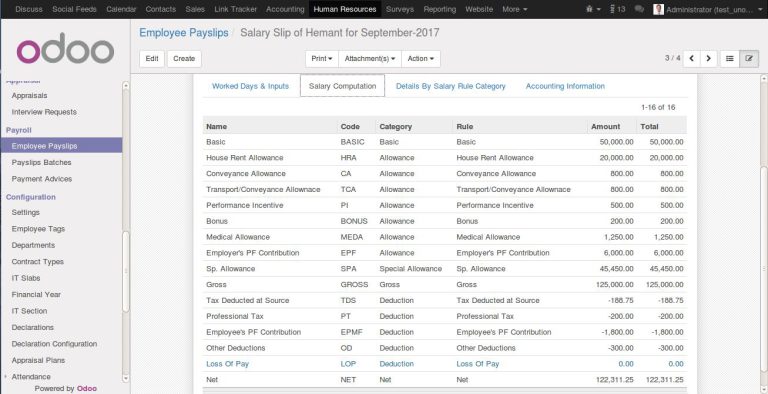 Discuss Social Feeds Calendar Contacts Sales Link Tracker Accounting Human Resources Surveys Reporting Website More 13 Administrator (test_uno...
odoo
Employee Payslips / Salary Slip of Hemant for September-2017
Edit Create Print Attachment(s) Action 3 / 4
Appraisal
Appraisals
Interview Requests
Payroll
Employee Payslips
Payslips Batches
Payment Advices
Configuration
Settings
Employee Tags
Departments
Contract Types
IT Slabs
Financial Year
IT Section
Declarations
Declaration Configuration
Appraisal Plans
Attendance
Powered by Odoo
Worked Days & Inputs Salary Computation Details By Salary Rule Category Accounting Information
1-16 of 16
Name Code Category Rule Amount Total
Basic BASIC Basic Basic 50,000.00 50,000.00
House Rent Allowance HRA Allowance House Rent Allowance 20,000.00 20,000.00
Conveyance Allowance CA Allowance Conveyance Allowance 800.00 800.00
Transport/Conveyance Allownace TCA Allowance Transport/Conveyance Allownace 800.00 800.00
Performance Incentive PI Allowance Performance Incentive 500.00 500.00
Bonus BONUS Allowance Bonus 200.00 200.00
Medical Allowance MEDA Allowance Medical Allowance 1,250.00 1,250.00
Employer's PF Contribution EPF Allowance Employer's PF Contribution 6,000.00 6,000.00
Sp. Allowance SPA Special Allowance Sp. Allowance 45,450.00 45,450.00
Gross GROSS Gross Gross 125,000.00 125,000.00
Tax Deducted at Source TDS Deduction Tax Deducted at Source -188.75 -188.75
Professional Tax PT Deduction Professional Tax -200.00 -200.00
Employee's PF Contribution EPMF Deduction Employee's PF Contribution -1,800.00 -1,800.00
Other Deductions OD Deduction Other Deductions -300.00 -300.00
Loss Of Pay LOP Deduction Loss Of Pay 0.00 0.00
Net NET Net Net 122,311.25 122,311.25